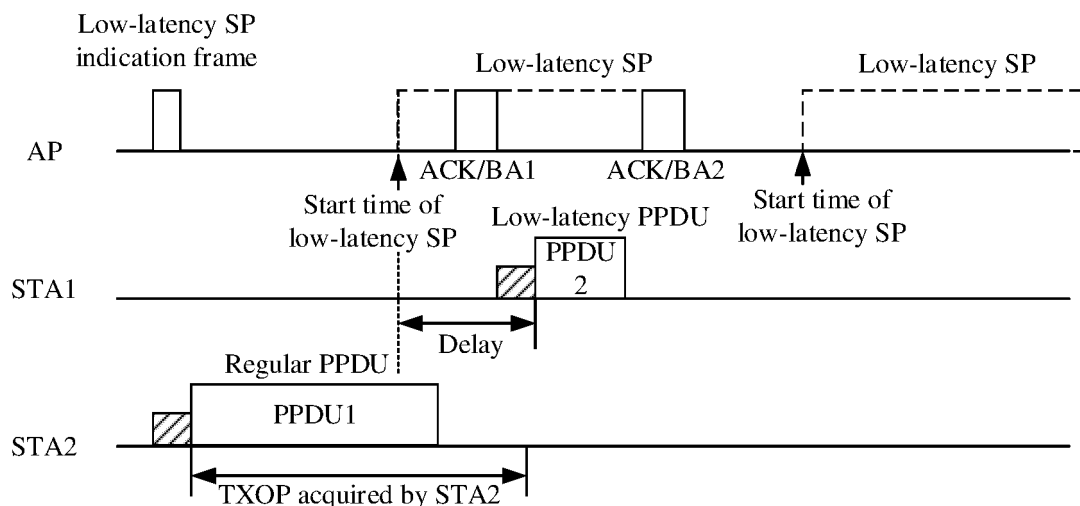 Low-latency SP
indication frame
Low-latency SP
Low-latency SP
AP
ACK/BA1
ACK/BA2
Start time of
low-latency SP
Start time of
low-latency SP
Low-latency PPDU
PPDU
2
STA1
Delay
Regular PPDU
PPDU1
STA2
TXOP acquired by STA2